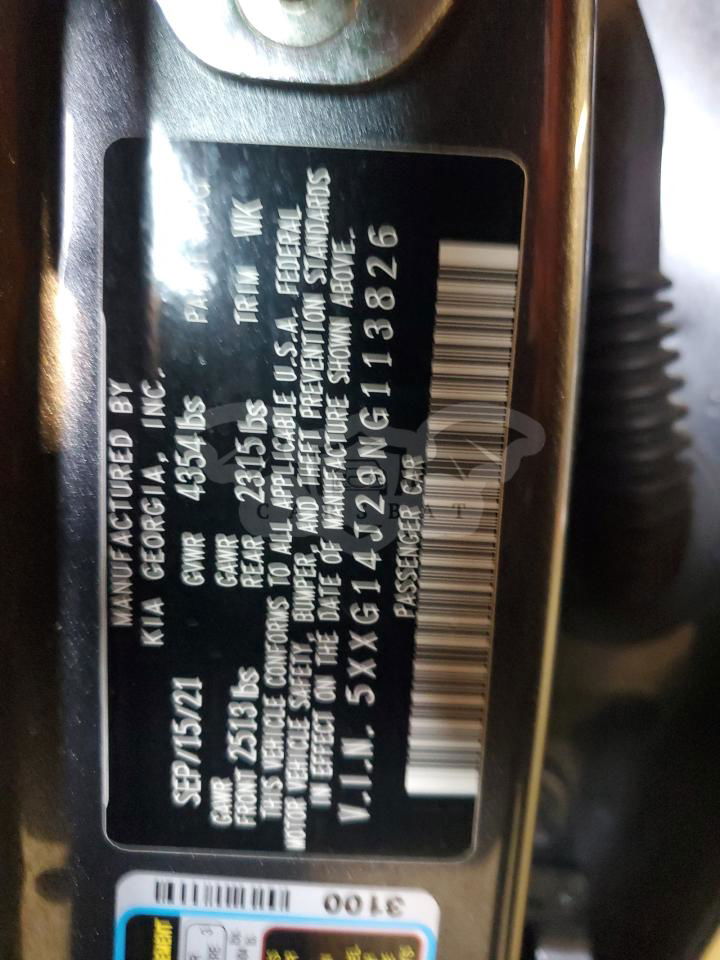 MANUFACTURED BY
KIA GEORGIA, INC.
SEP/15/21 GVWR 4354lbs
GAWR GAWR
FRONT 2513lbs REAR 2315lbs TRIM WK
THIS VEHICLE CONFORMS TO ALL APPLICABLE U.S.A. FEDERAL
MOTOR VEHICLE SAFETY, BUMPER, AND THEFT PREVENTION STANDARDS
IN EFFECT ON THE DATE OF MANUFACTURE SHOWN ABOVE.
V.I.N. 5XXG14J29NG113826
PASSENGER CAR
3100